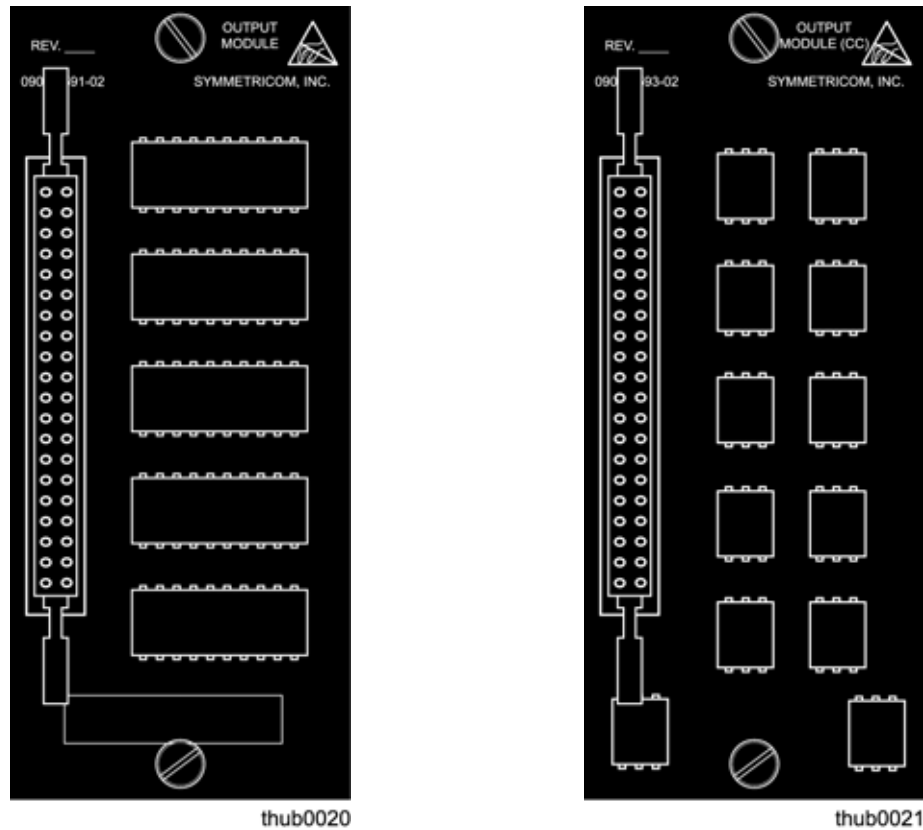 OUTPUT
MODULE
REV. ____
SYMMETRICOM, INC.
thub0020
OUTPUT
MODULE (CC)
REV. ____
SYMMETRICOM, INC.
thub0021